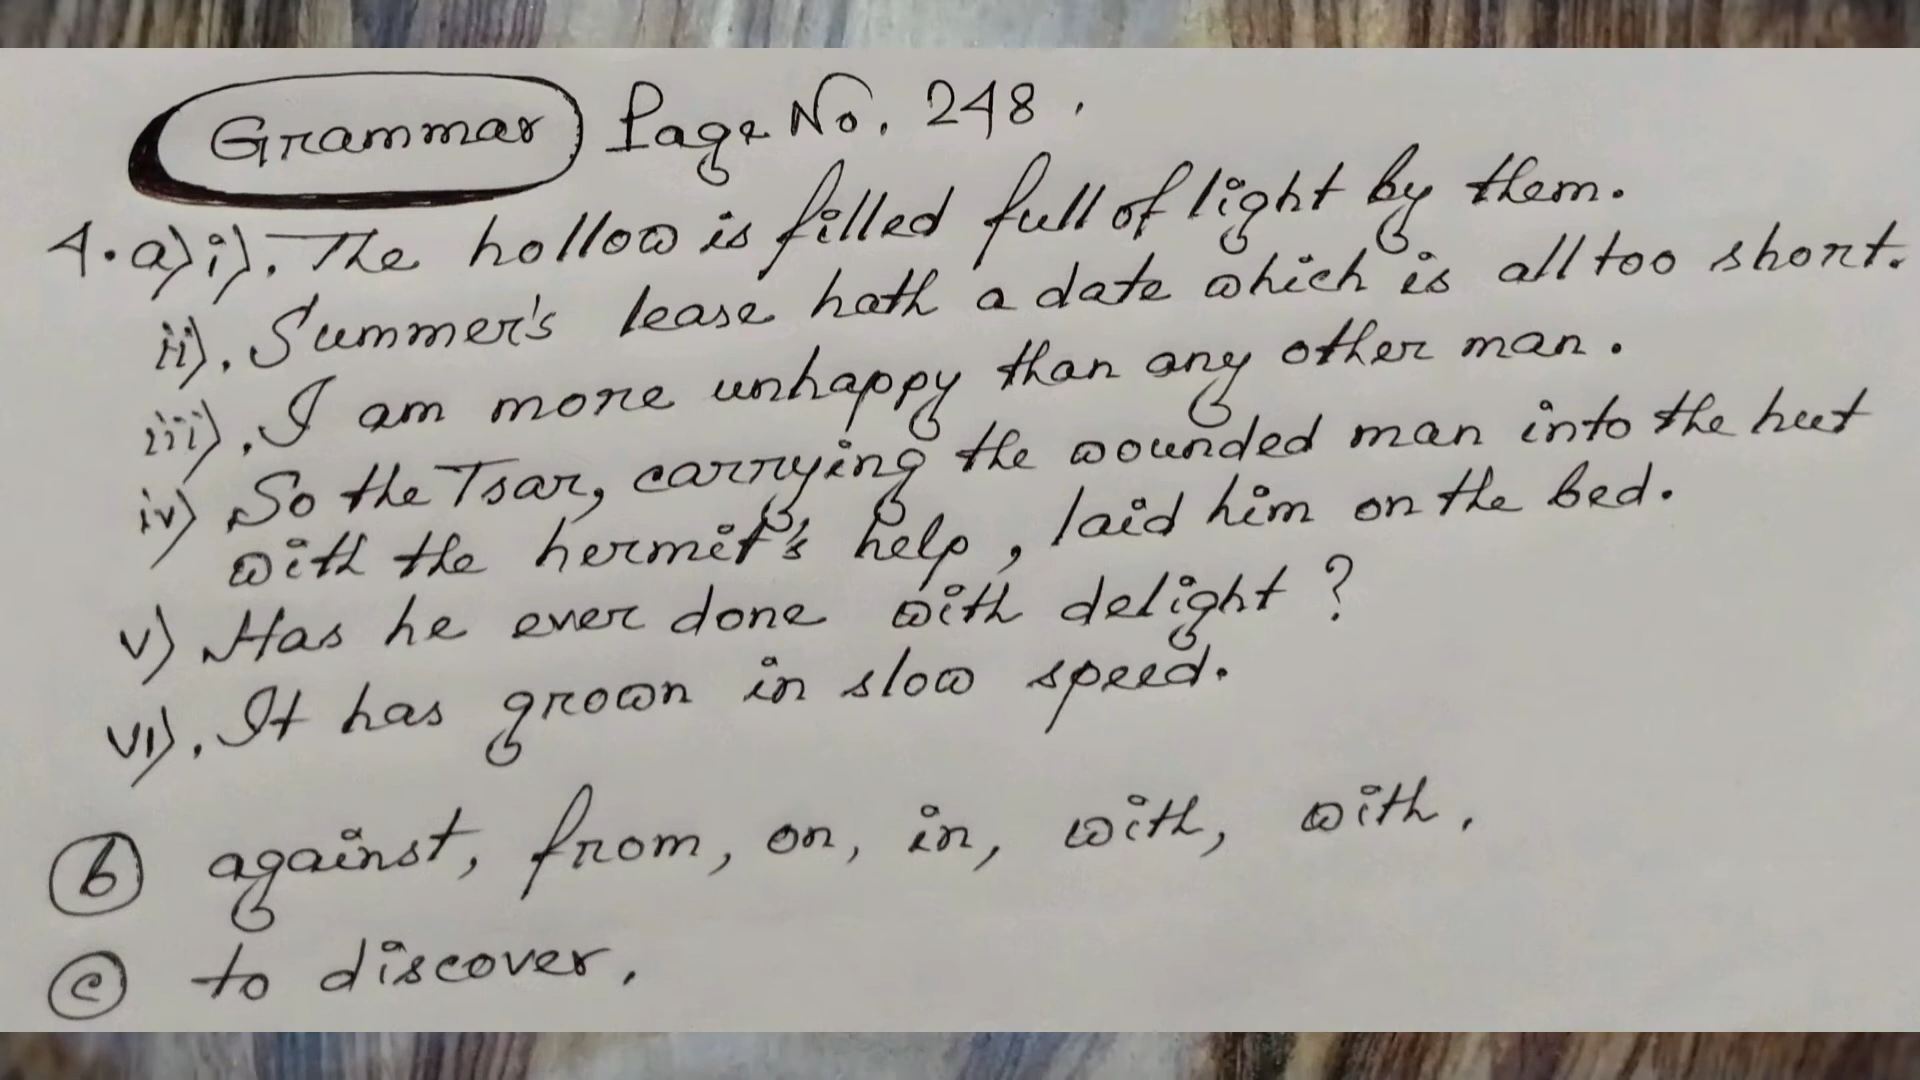 Grammar Page No. 248.
4. a) i). The hollow is filled full of light by them.
ii). Summer's lease hath a date which is all too short.
iii). I am more unhappy than any other man.
iv) So the Tsar, carrying the wounded man into the hut
with the hermit's help, laid him on the bed.
v) Has he ever done with delight?
vi). It has grown in slow speed.
b against, from, on, in, with, with.
c to discover.